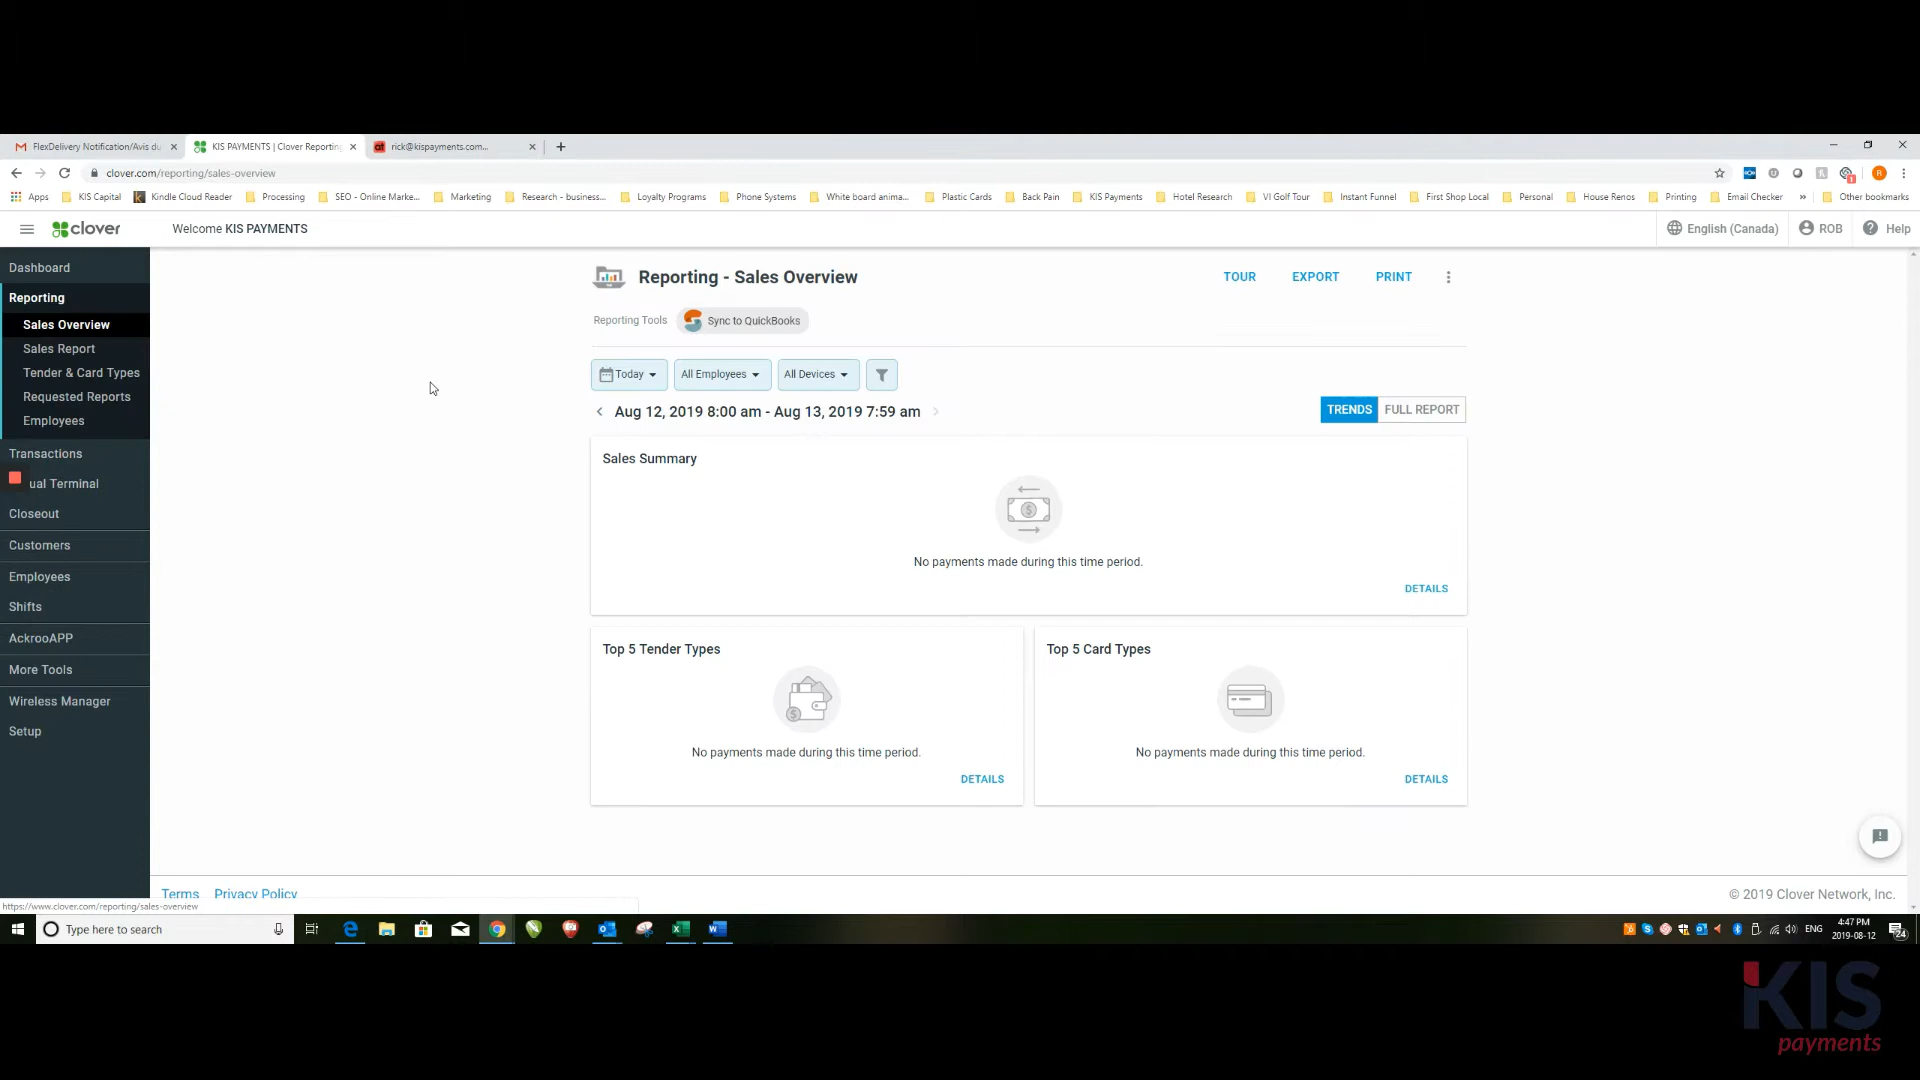 FlexDelivery Notification/Avis du
KIS PAYMENTS | Clover Reporting
rick@kispayments.com...
clover.com/reporting/sales-overview
Apps
KIS Capital
Kindle Cloud Reader
Processing
SEO - Online Marke...
Marketing
Research - business...
Loyalty Programs
Phone Systems
White board anima...
Plastic Cards
Back Pain
KIS Payments
Hotel Research
VI Golf Tour
Instant Funnel
First Shop Local
Personal
House Renos
Printing
Email Checker
»
Other bookmarks
clover
Welcome KIS PAYMENTS
English (Canada)
ROB
Help
Dashboard
Reporting
Sales Overview
Sales Report
Tender & Card Types
Requested Reports
Employees
Transactions
ual Terminal
Closeout
Customers
Employees
Shifts
AckrooAPP
More Tools
Wireless Manager
Setup
Reporting - Sales Overview
TOUR
EXPORT
PRINT
Reporting Tools
Sync to QuickBooks
Today
All Employees
All Devices
Aug 12, 2019 8:00 am - Aug 13, 2019 7:59 am
TRENDS
FULL REPORT
Sales Summary
No payments made during this time period.
DETAILS
Top 5 Tender Types
No payments made during this time period.
DETAILS
Top 5 Card Types
No payments made during this time period.
DETAILS
Terms
Privacy Policy
© 2019 Clover Network, Inc.
https://www.clover.com/reporting/sales-overview
Type here to search
ENG
4:47 PM
2019-08-12
24
KIS
payments